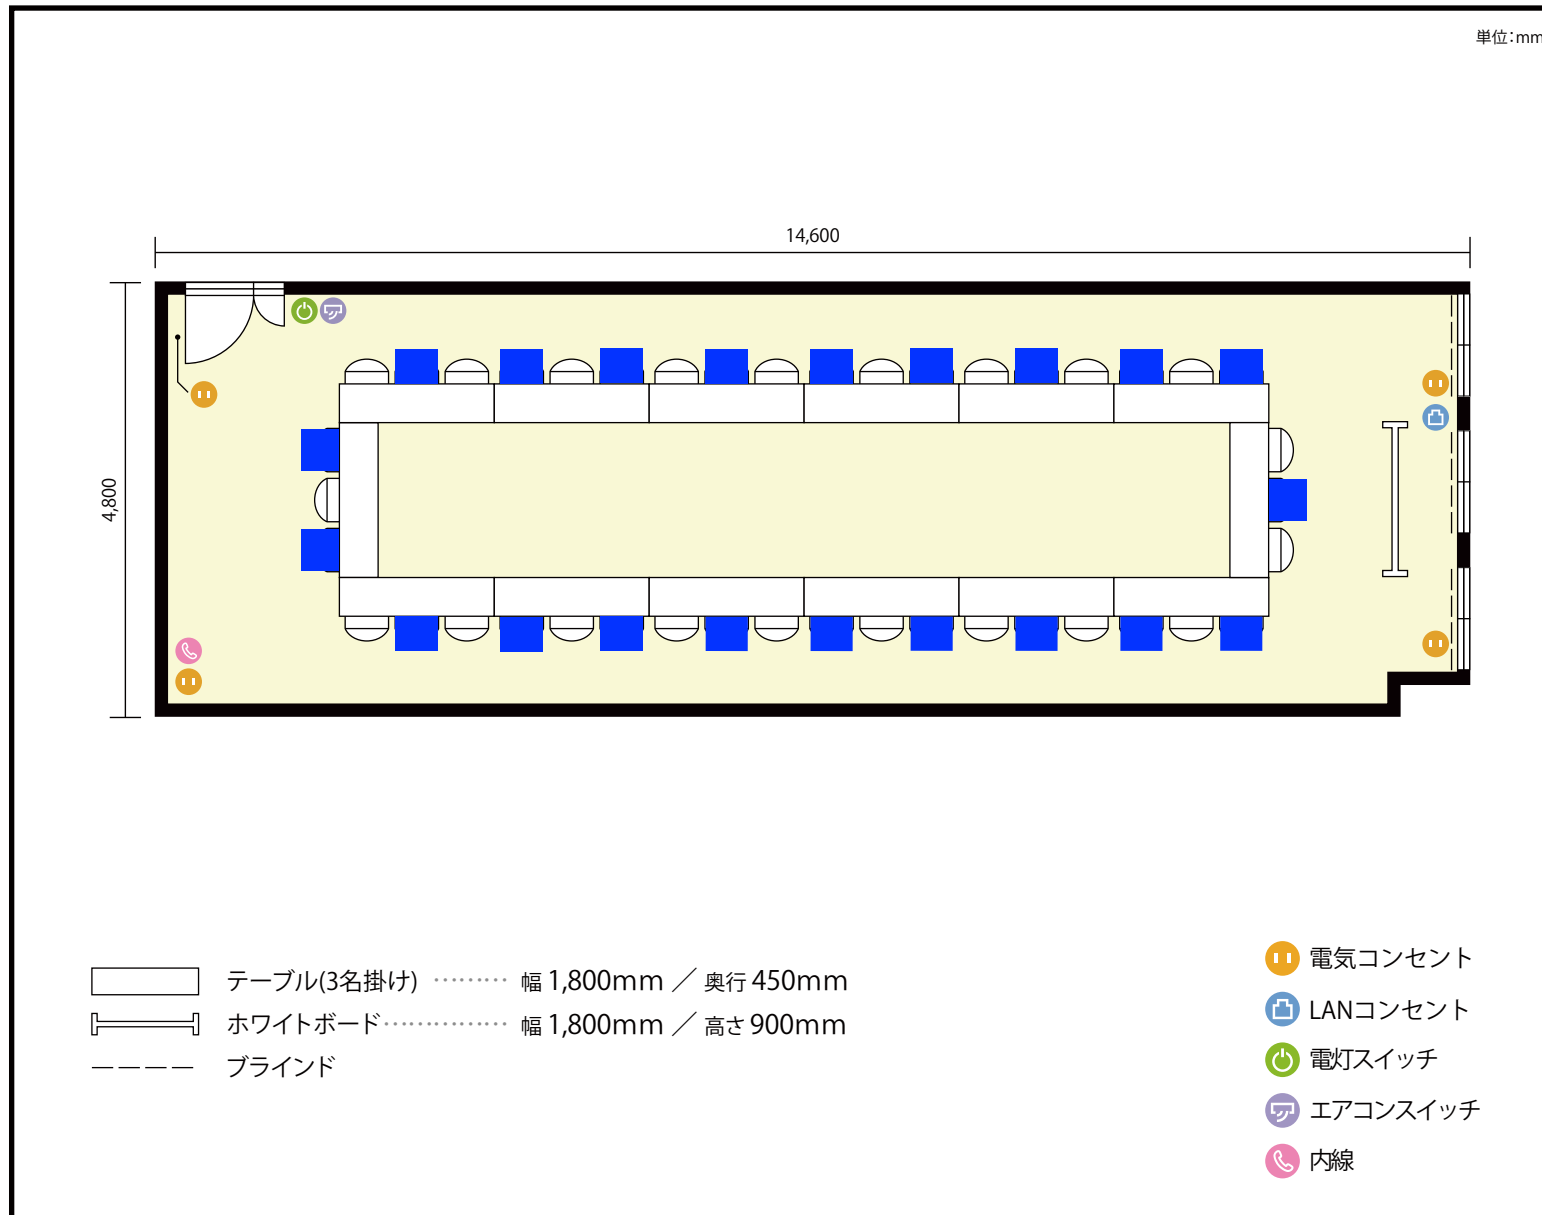 単位:mm
14,600
4,800
テーブル(3名掛け) ……… 幅 1,800mm ／ 奥行 450mm
ホワイトボード…………… 幅 1,800mm ／ 高さ 900mm
ブラインド
電気コンセント
LANコンセント
電灯スイッチ
エアコンスイッチ
内線